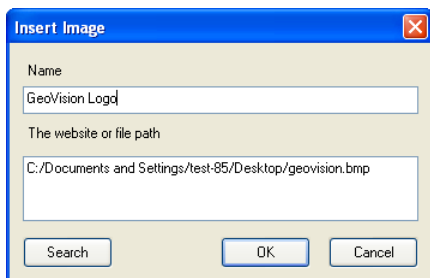 Insert Image
Name
GeoVision Logo
The website or file path
C:/Documents and Settings/test-85/Desktop/geovision.bmp
Search
OK
Cancel